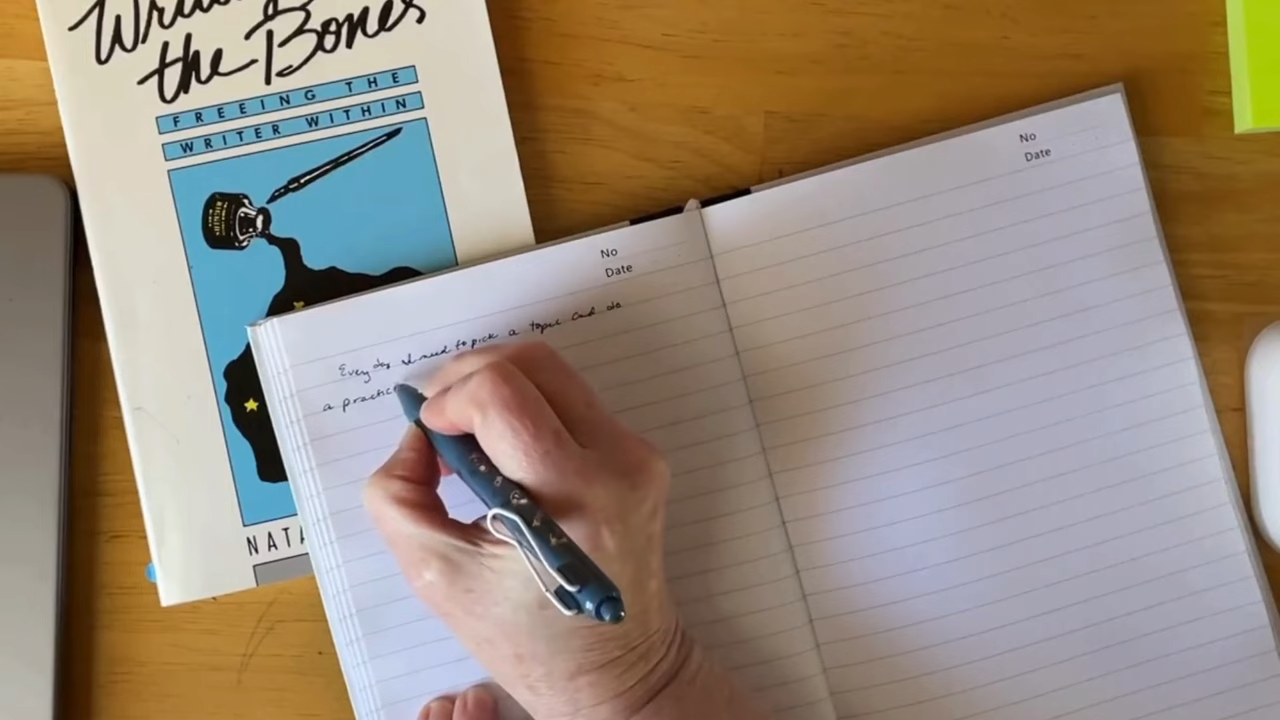 the Bones
FREEING THE
WRITER WITHIN
HIGGINS
NATA
No
Date
No
Date
Every day I need to pick a topic and do
a practic